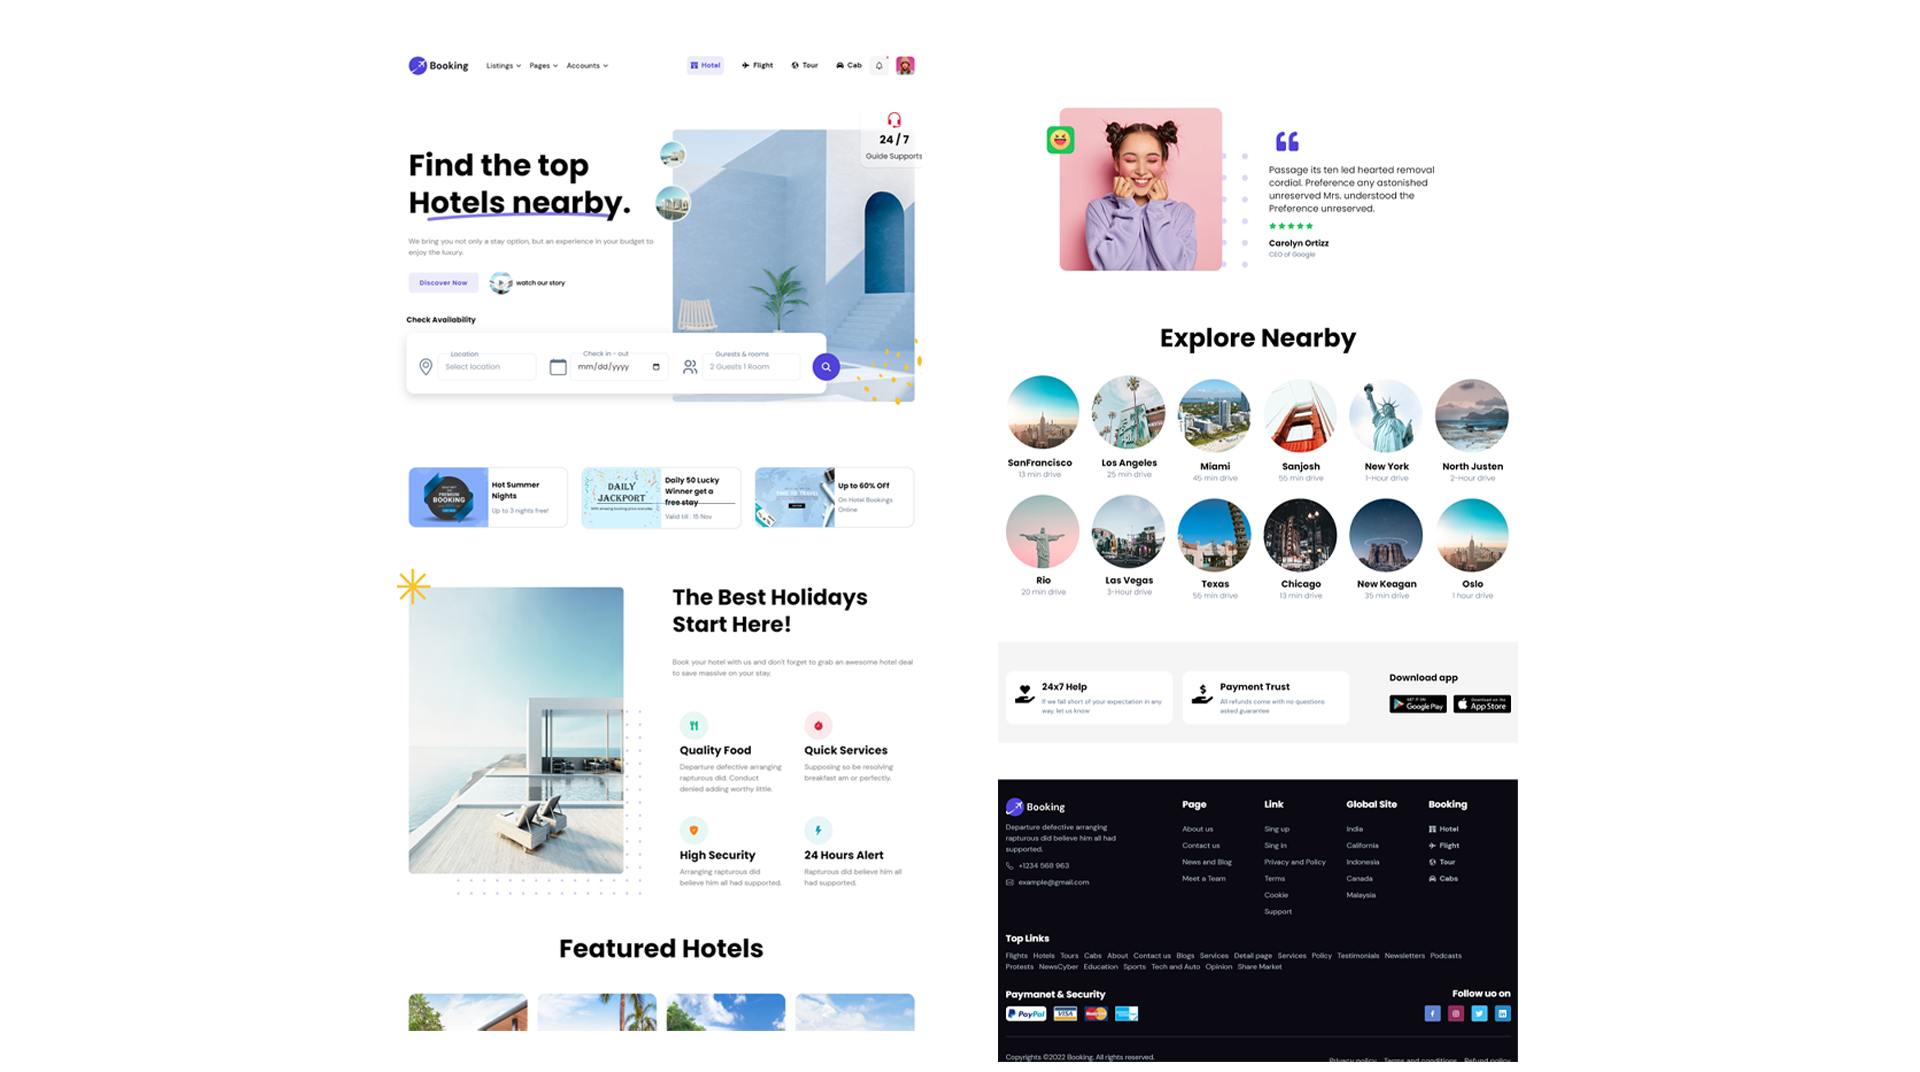 Booking
Listings
Pages
Accounts
Hotel
Flight
Tour
Cab
24 / 7
Guide Supports
Find the top
Hotels nearby.
We bring you not only a stay option, but an experience in your budget to
enjoy the luxury.
Discover Now
watch our story
Check Availability
Location
Select location
Check in - out
mm/dd/yyyy
Gurests & rooms
2 Guests 1 Room
PREMIUM
BOOKING
Hot Summer
Nights
Up to 3 nights free!
DAILY
JACKPORT
Daily 50 Lucky
Winner get a
free stay
Valid till : 15 Nov
TIME TO TRAVEL
Up to 60% OFf
On Hotel Bookings
Online
The Best Holidays
Start Here!
Book your hotel with us and don't forget to grab an awesome hotel deal
to save massive on your stay.
Quality Food
Departure defective arranging
rapturous did. Conduct
denied adding worthy little.
Quick Services
Supposing so be resolving
breakfast am or perfectly.
High Security
Arranging rapturous did
believe him all had supported.
24 Hours Alert
Rapturous did believe him all
had supported.
Featured Hotels
Passage its ten led hearted removal
cordial. Preference any astonished
unreserved Mrs. understood the
Preference unreserved.
Carolyn Ortizz
CEO of Google
Explore Nearby
SanFrancisco
13 min drive
Los Angeles
25 min drive
Miami
45 min drive
Sanjosh
55 min drive
New York
1-Hour drive
North Justen
2-Hour drive
Rio
20 min drive
Las Vegas
3-Hour drive
Texas
55 min drive
Chicago
13 min drive
New Keagan
35 min drive
Oslo
1 hour drive
24x7 Help
If we fall short of your expectation in any
way, let us know
Payment Trust
All refunds come with no questions
asked guarantee
Download app
GET IT ON
Google Play
Download on the
App Store
Booking
Departure defective arranging
rapturous did believe him all had
supported.
+1234 568 963
example@gmail.com
Page
About us
Contact us
News and Blog
Meet a Team
Link
Sing up
Sing in
Privacy and Policy
Terms
Cookie
Support
Global Site
India
California
Indonesia
Canada
Malaysia
Booking
Hotel
Flight
Tour
Cabs
Top Links
Flights Hotels Tours Cabs About Contact us Blogs Services Detail page Services Policy Testimonials Newsletters Podcasts
Protests NewsCyber Education Sports Tech and Auto Opinion Share Market
Paymanet & Security
PayPal
VISA
Follow uo on
Copyrights ©2022 Booking. All rights reserved.
Privacy policy Terms and conditions Refund policy